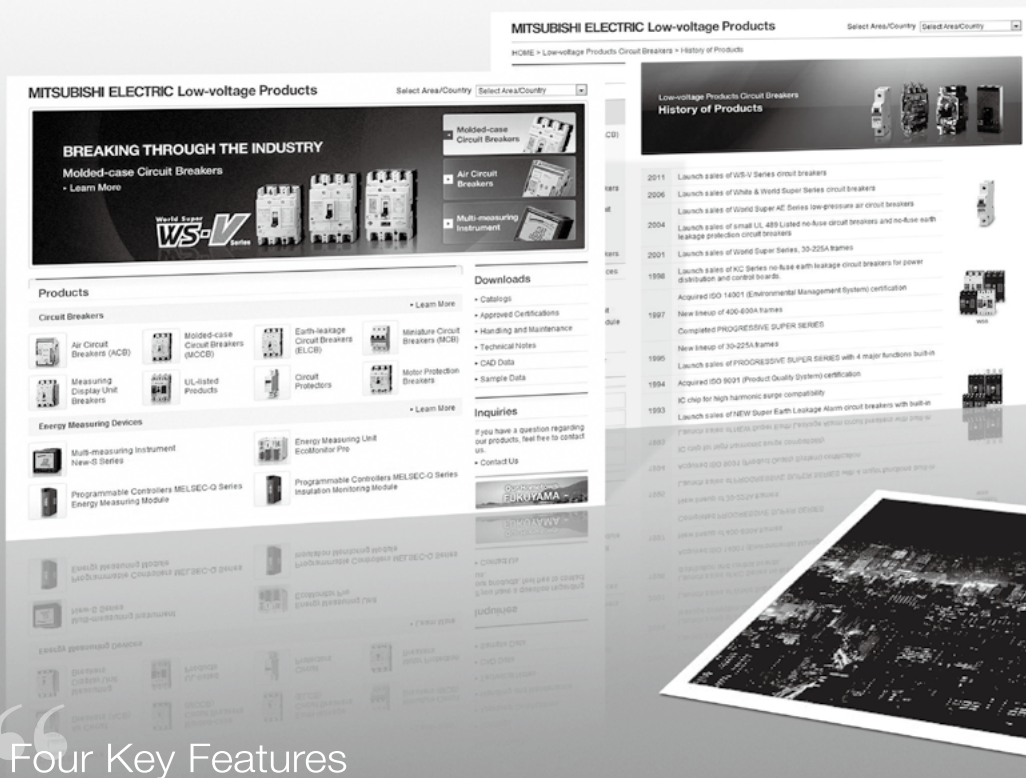 MITSUBISHI ELECTRIC Low-voltage Products
Select Area/Country Select Area/Country
BREAKING THROUGH THE INDUSTRY
Molded-case Circuit Breakers
• Learn More
World Super
WS-V Series
Molded-case
Circuit Breakers
Air Circuit
Breakers
Multi-measuring
Instrument
Products
Circuit Breakers
• Learn More
Air Circuit
Breakers (ACB)
Molded-case
Circuit Breakers
(MCCB)
Earth-leakage
Circuit Breakers
(ELCB)
Miniature Circuit
Breakers (MCB)
Measuring
Display Unit
Breakers
UL-listed
Products
Circuit
Protectors
Motor Protection
Breakers
Energy Measuring Devices
• Learn More
Multi-measuring Instrument
New-S Series
Energy Measuring Unit
EcoMonitor Pro
Programmable Controllers MELSEC-Q Series
Energy Measuring Module
Programmable Controllers MELSEC-Q Series
Insulation Monitoring Module
Downloads
• Catalogs
• Approved Certifications
• Handling and Maintenance
• Technical Notes
• CAD Data
• Sample Data
Inquiries
If you have a question regarding
our products, feel free to contact
us.
• Contact Us
FUKUYAMA
MITSUBISHI ELECTRIC Low-voltage Products
Select Area/Country Select Area/Country
HOME > Low-voltage Products Circuit Breakers > History of Products
Low-voltage Products Circuit Breakers
History of Products
2011 Launch sales of WS-V Series circuit breakers
2006 Launch sales of White & World Super Series circuit breakers
Launch sales of World Super AE Series low-pressure air circuit breakers
2004 Launch sales of small UL 489 Listed no-fuse circuit breakers and no-fuse earth
leakage protection circuit breakers
2001 Launch sales of World Super Series, 30-225A frames
1998 Launch sales of KC Series no-fuse earth leakage circuit breakers for power
distribution and control boards.
Acquired ISO 14001 (Environmental Management System) certification
1997 New lineup of 400-800A frames
Completed PROGRESSIVE SUPER SERIES
New lineup of 30-225A frames
1995 Launch sales of PROGRESSIVE SUPER SERIES with 4 major functions built-in
1994 Acquired ISO 9001 (Product Quality System) certification
IC chip for high harmonic surge compatibility
1993 Launch sales of NEW Super Earth Leakage Alarm circuit breakers with built-in
Four Key Features